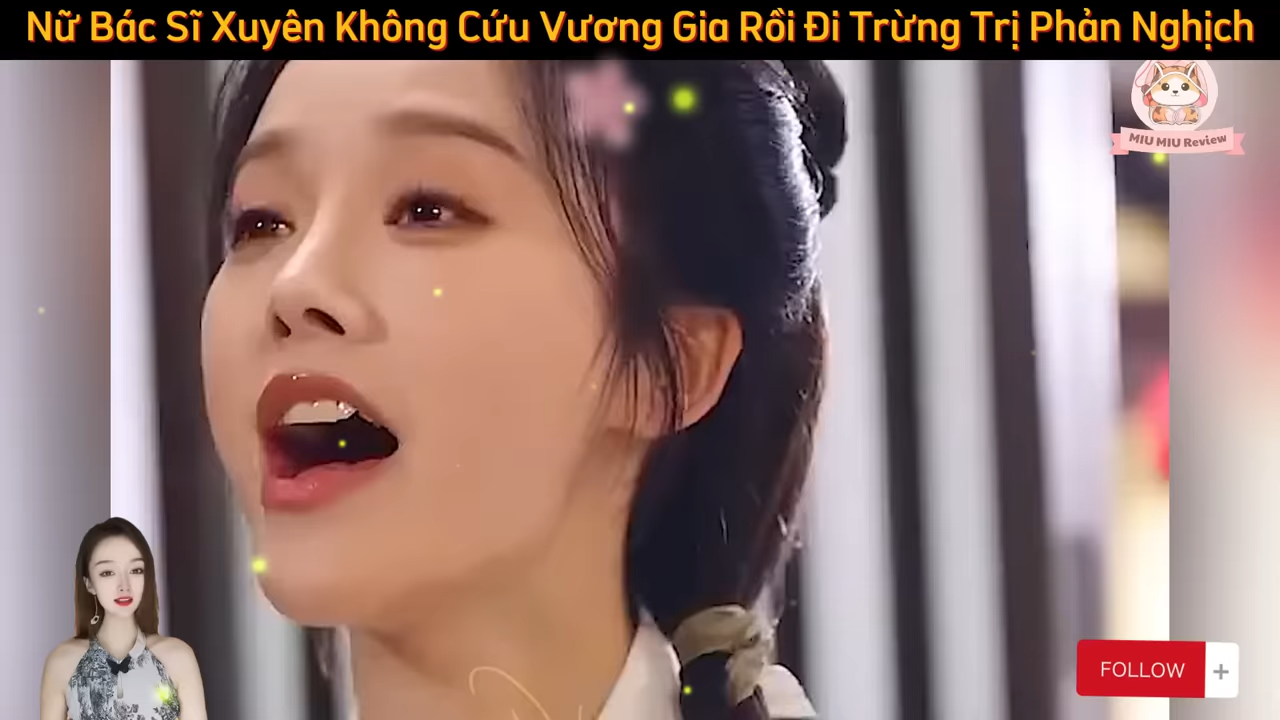 Nữ Bác Sĩ Xuyên Không Cứu Vương Gia Rồi Đi Trừng Trị Phản Nghịch
MIU MIU Review
FOLLOW +